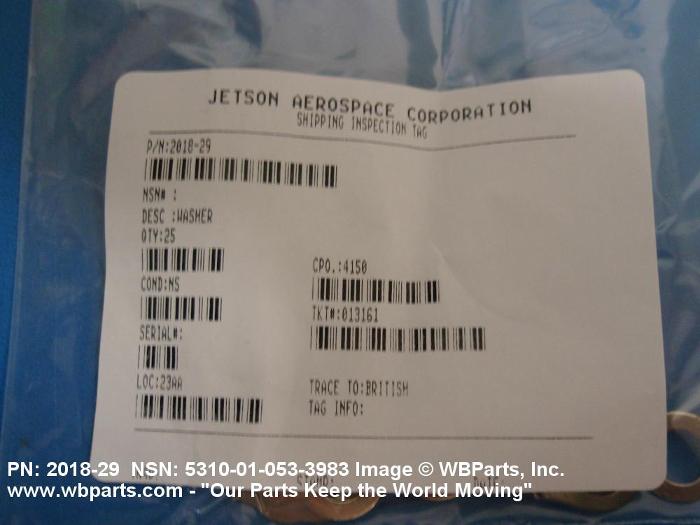 JETSON AEROSPACE CORPORATION
SHIPPING INSPECTION TAG
P/N:2018-29
NSN# :
DESC :WASHER
QTY:25
CPO.:4150
COND:NS
TKT#:013161
SERIAL#:
LOC:23AA
TRACE TO:BRITISH
TAG INFO:
PN: 2018-29 NSN: 5310-01-053-3983 Image © WBParts, Inc.
www.wbparts.com - "Our Parts Keep the World Moving"